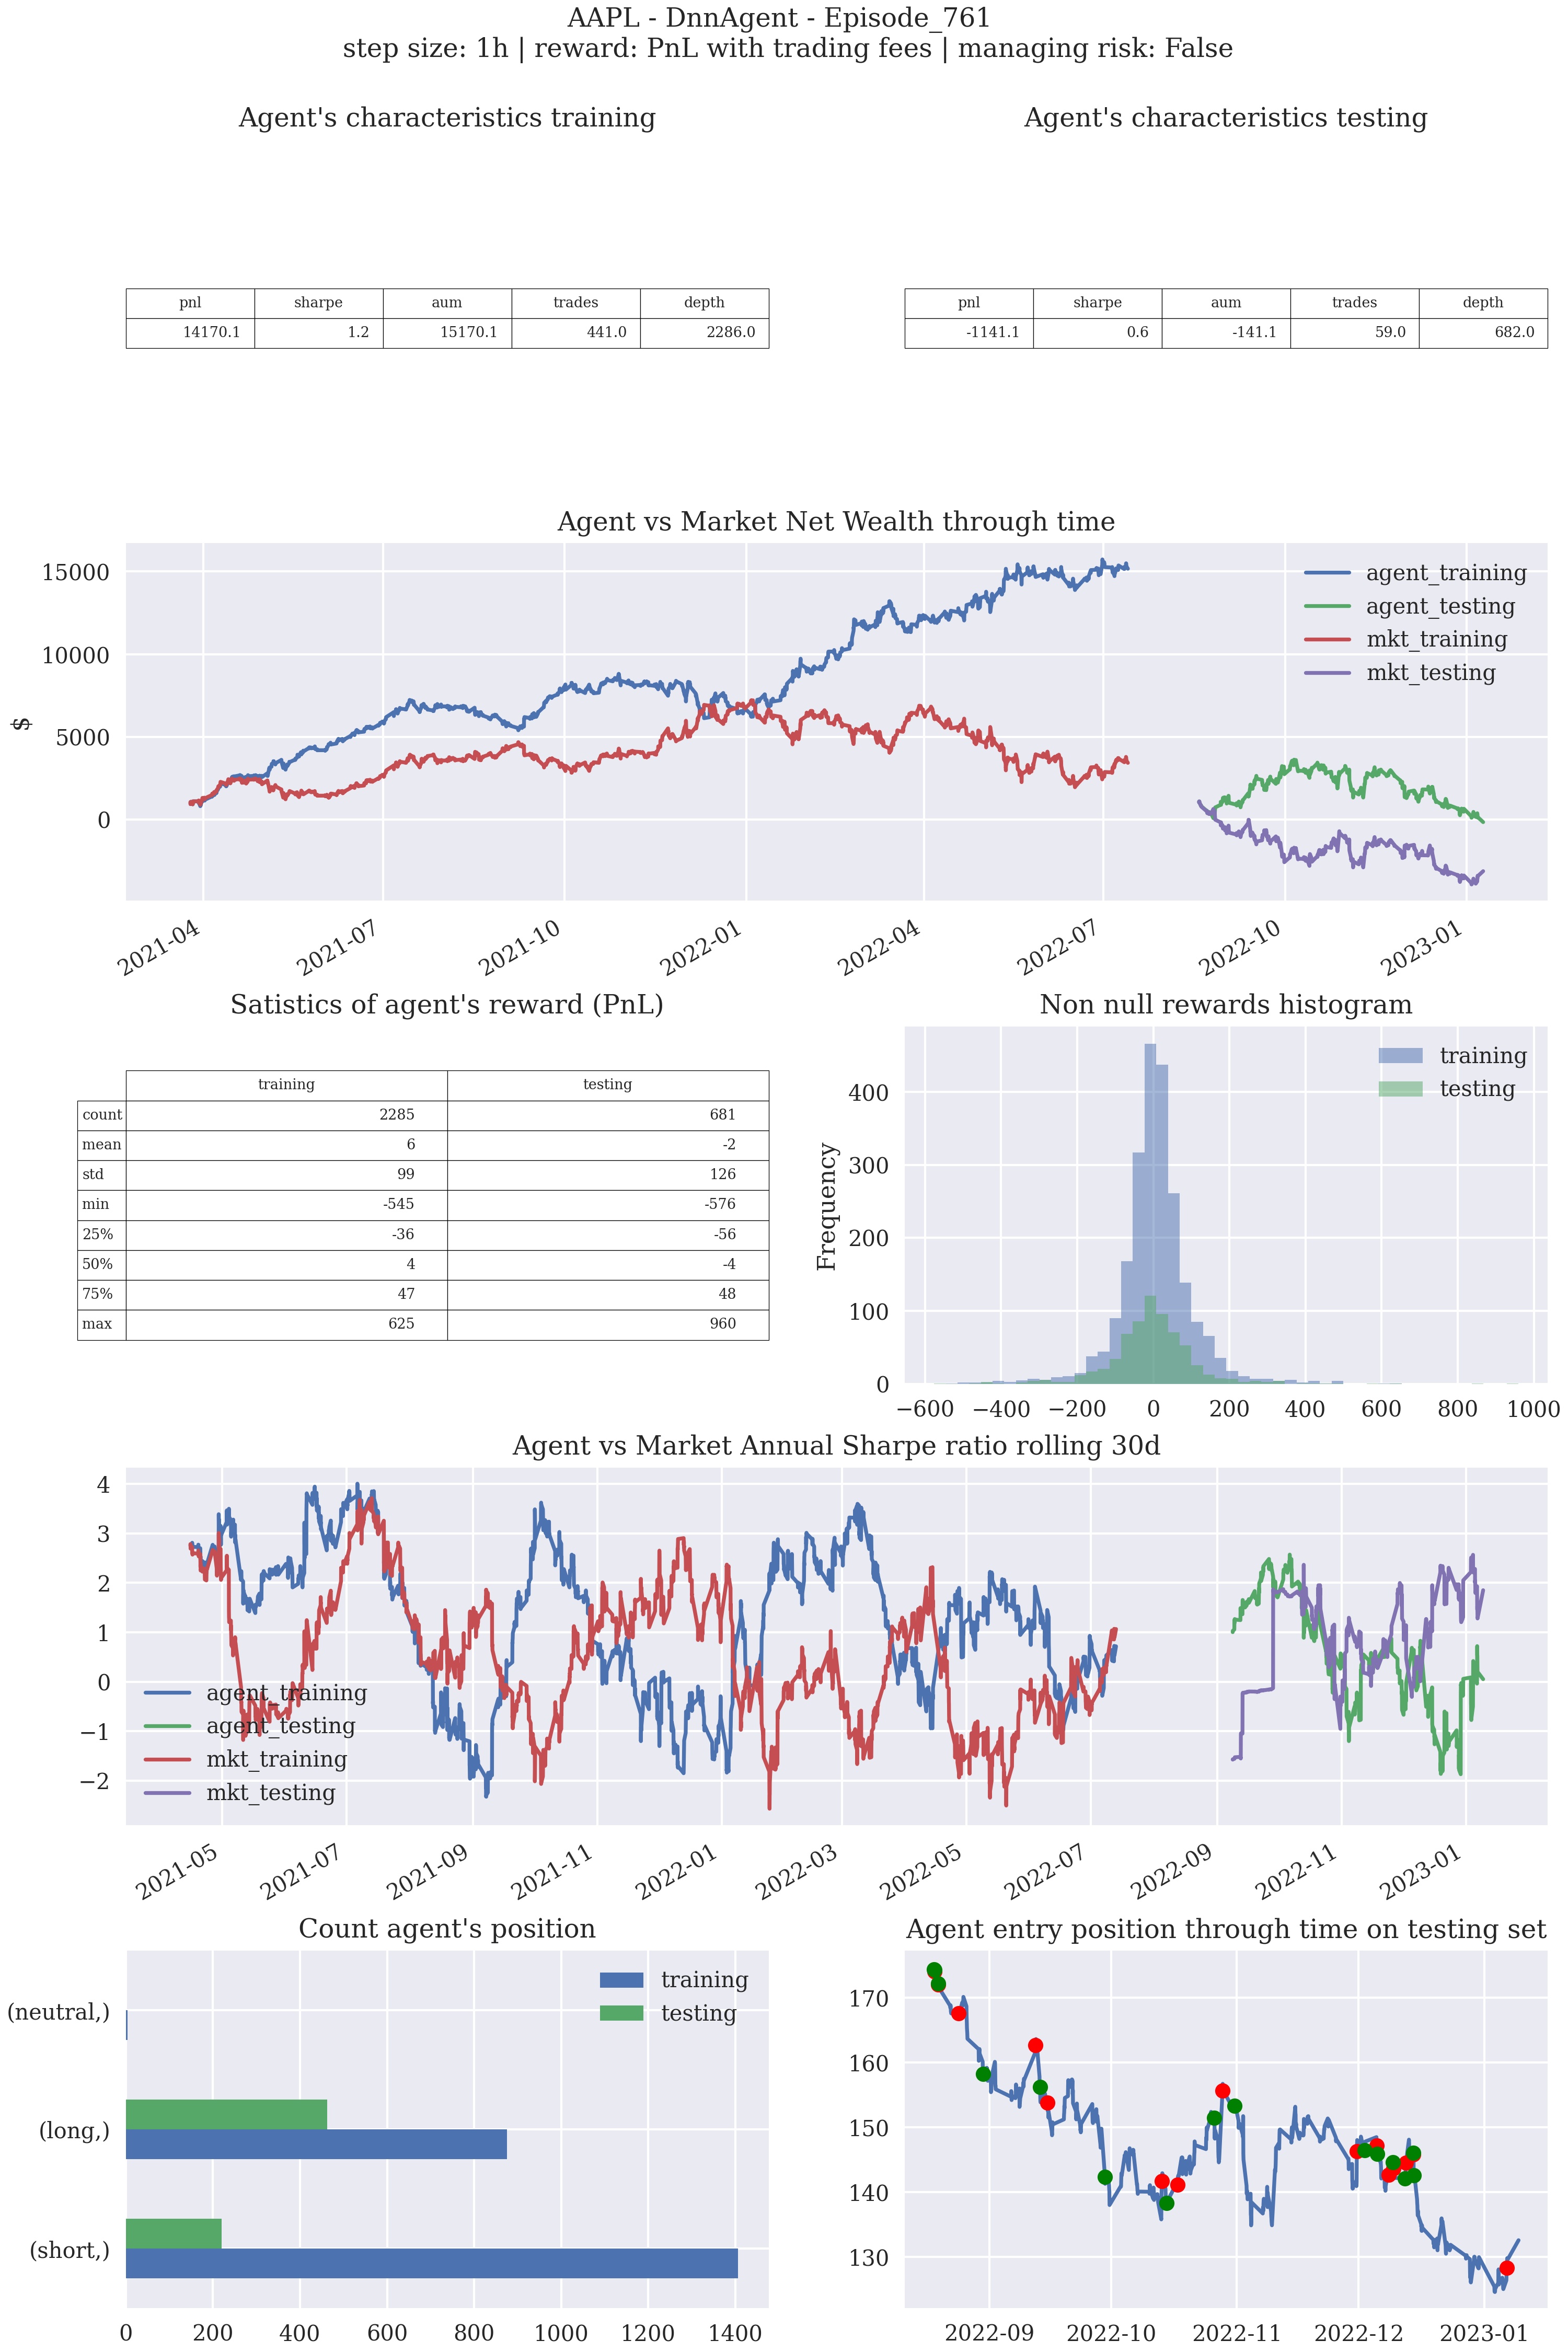 AAPL - DnnAgent - Episode_761
step size: 1h | reward: PnL with trading fees | managing risk: False
Agent's characteristics training
pnl sharpe aum trades depth
14170.1 1.2 15170.1 441.0 2286.0
Agent's characteristics testing
pnl sharpe aum trades depth
-1141.1 0.6 -141.1 59.0 682.0
Agent vs Market Net Wealth through time
$
15000
10000
5000
0
agent_training
agent_testing
mkt_training
mkt_testing
2021-04 2021-07 2021-10 2022-01 2022-04 2022-07 2022-10 2023-01
Satistics of agent's reward (PnL)
training testing
count 2285 681
mean 6 -2
std 99 126
min -545 -576
25% -36 -56
50% 4 -4
75% 47 48
max 625 960
Non null rewards histogram
Frequency
400
300
200
100
0
training
testing
−600 −400 −200 0 200 400 600 800 1000
Agent vs Market Annual Sharpe ratio rolling 30d
4
3
2
1
0
−1
−2
agent_training
agent_testing
mkt_training
mkt_testing
2021-05 2021-07 2021-09 2021-11 2022-01 2022-03 2022-05 2022-07 2022-09 2022-11 2023-01
Count agent's position
training
testing
(neutral,)
(long,)
(short,)
0 200 400 600 800 1000 1200 1400
Agent entry position through time on testing set
170
160
150
140
130
2022-09 2022-10 2022-11 2022-12 2023-01